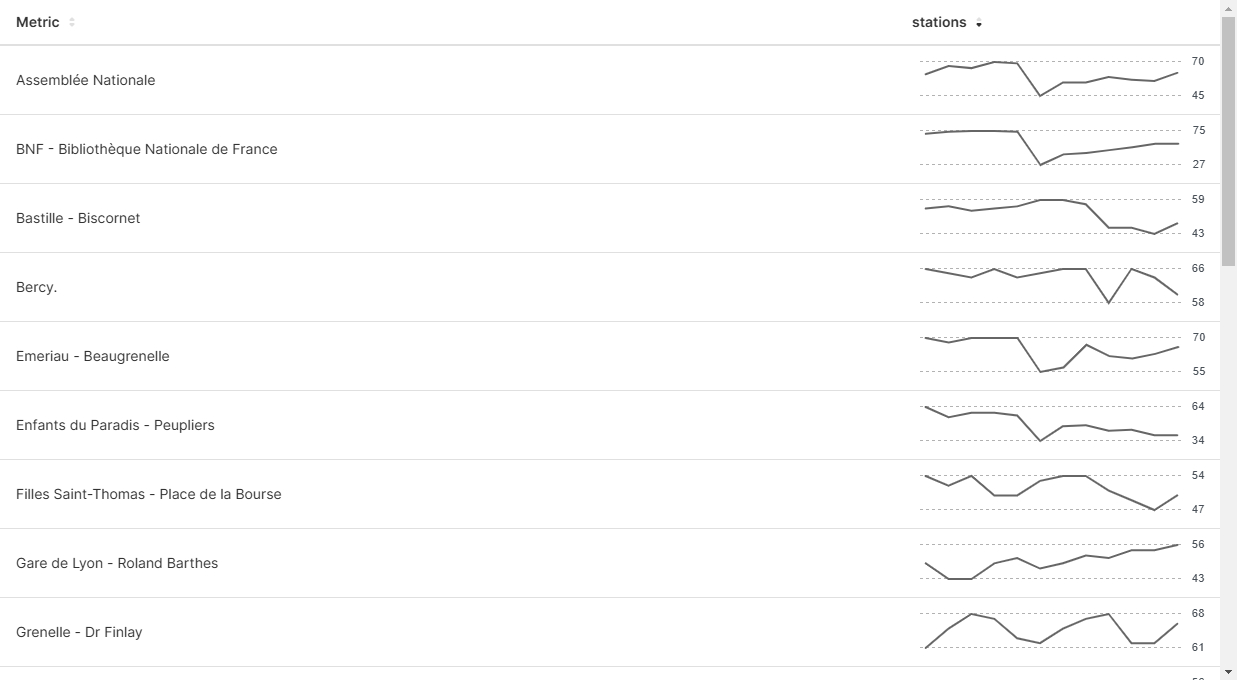 Metric
stations
Assemblée Nationale
70
45
BNF - Bibliothèque Nationale de France
75
27
Bastille - Biscornet
59
43
Bercy.
66
58
Emeriau - Beaugrenelle
70
55
Enfants du Paradis - Peupliers
64
34
Filles Saint-Thomas - Place de la Bourse
54
47
Gare de Lyon - Roland Barthes
56
43
Grenelle - Dr Finlay
68
61